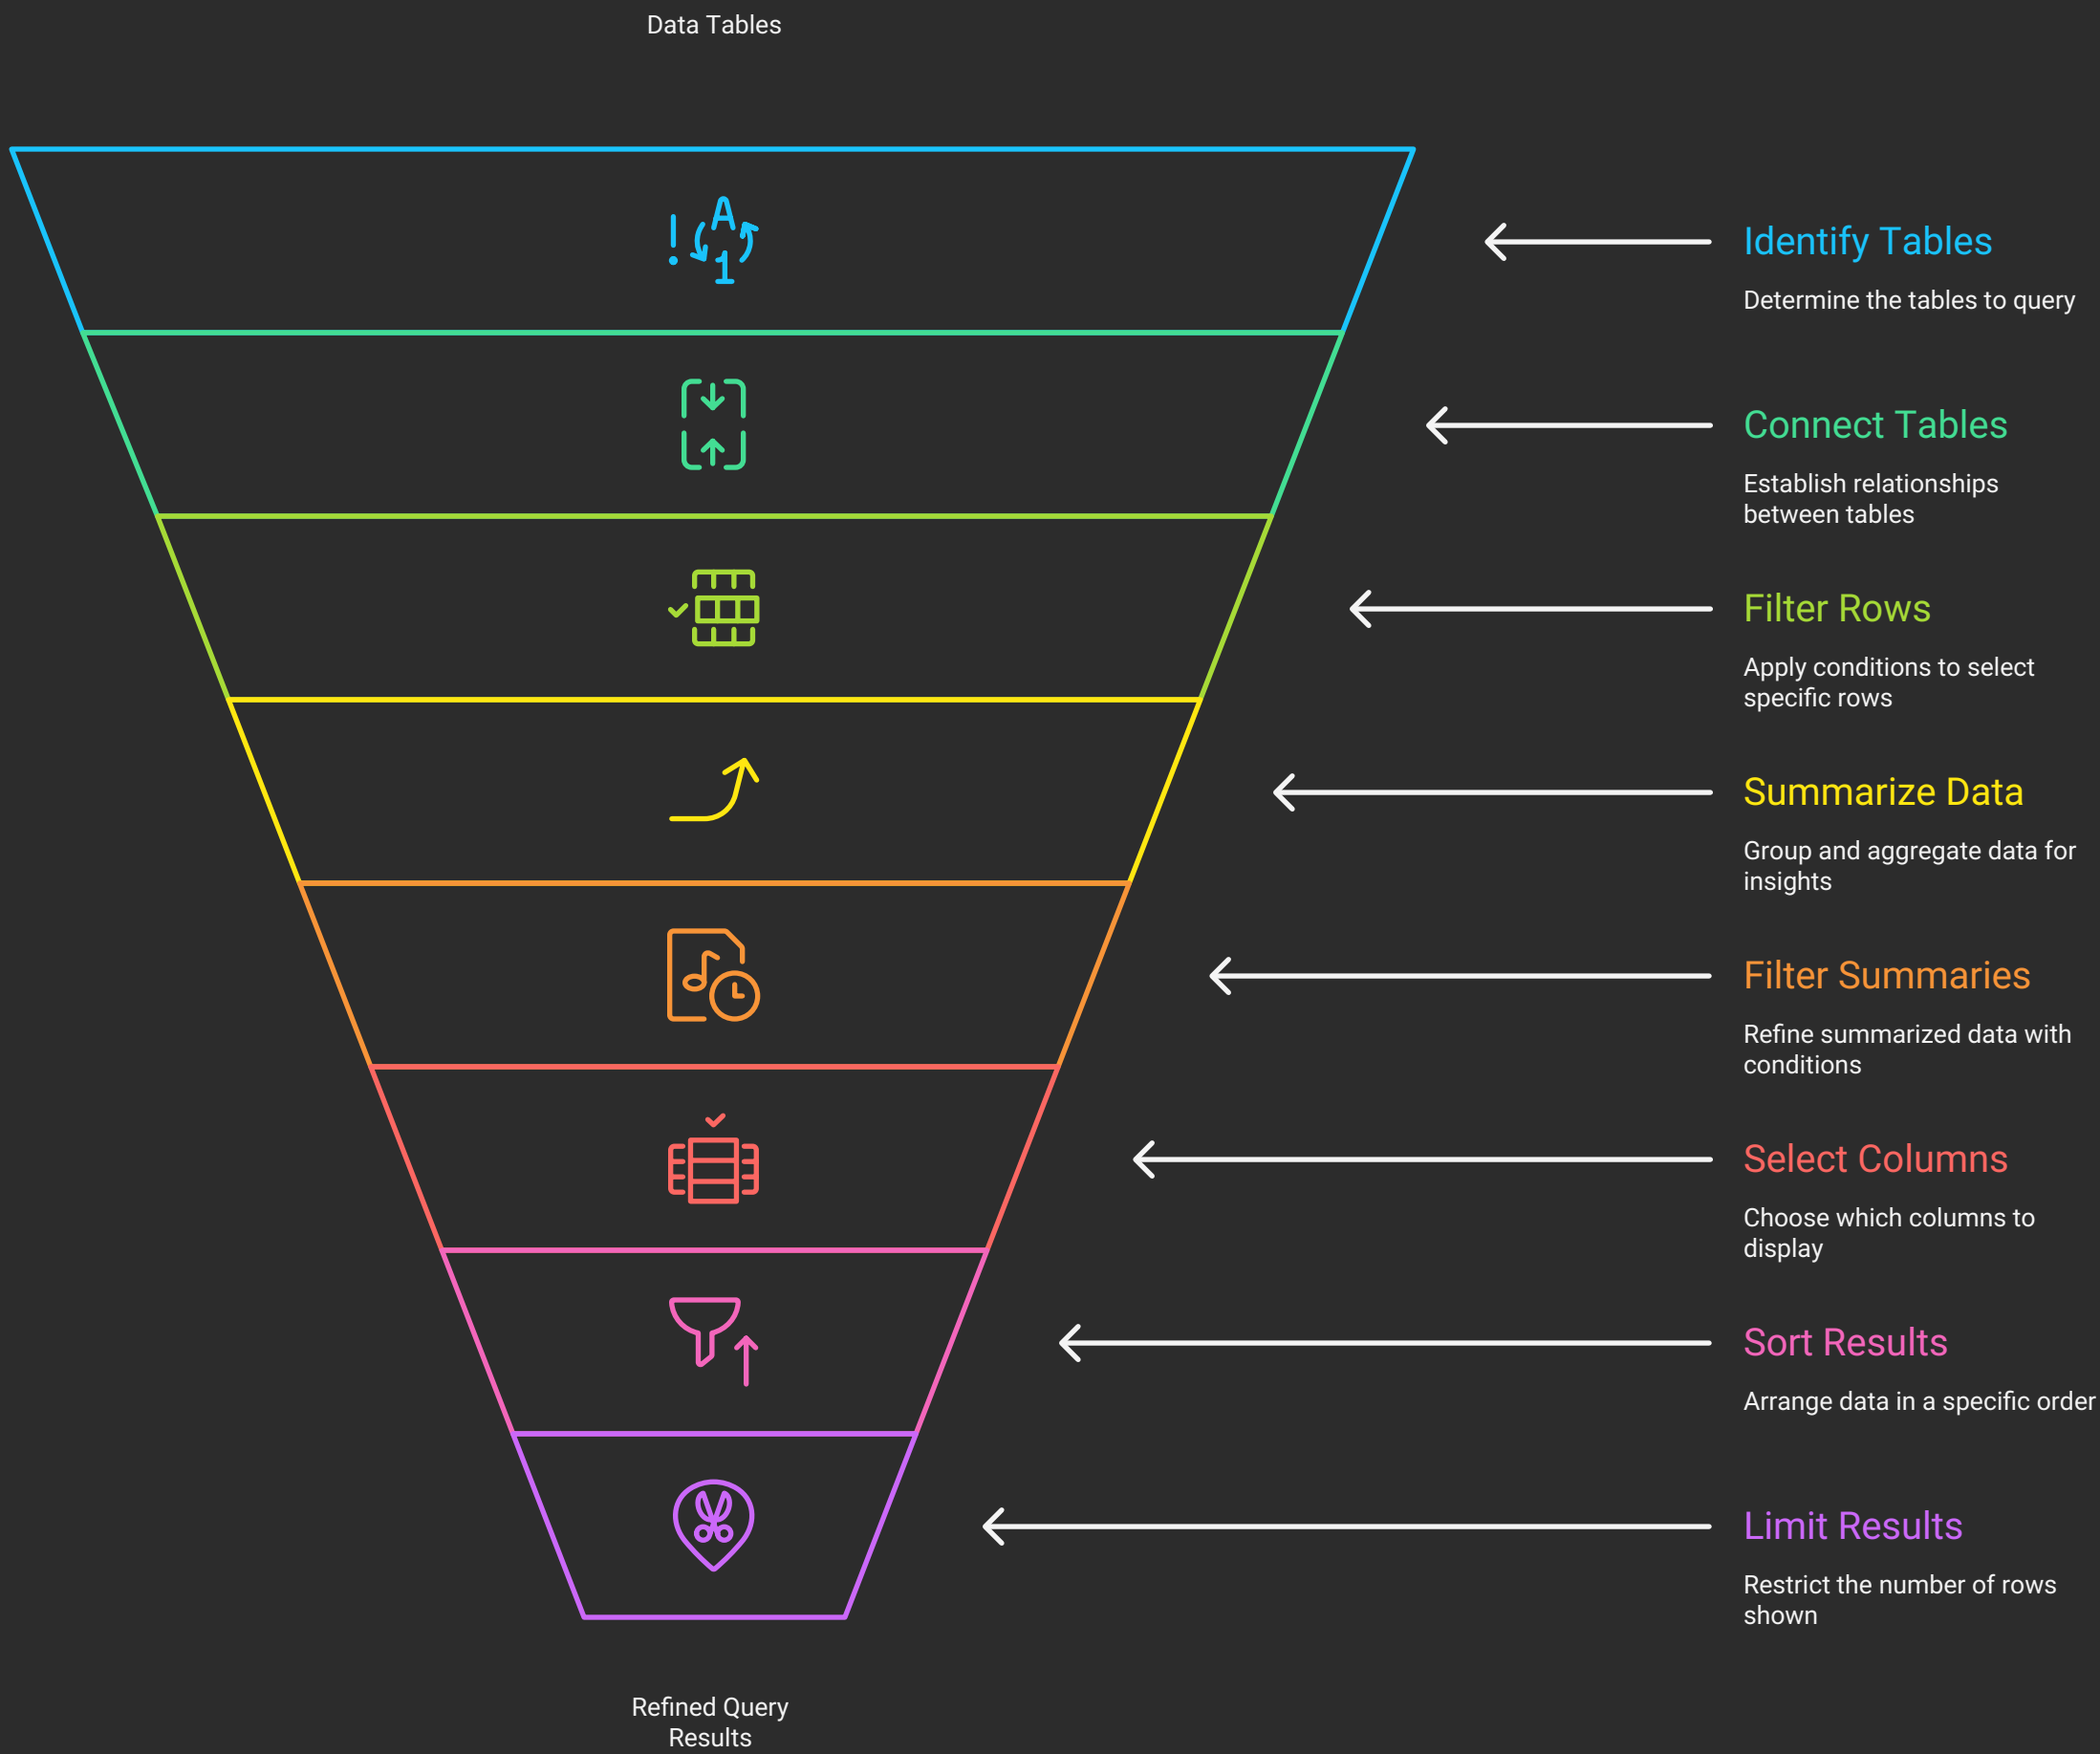 Data Tables
Identify Tables
Determine the tables to query
Connect Tables
Establish relationships
between tables
Filter Rows
Apply conditions to select
specific rows
Summarize Data
Group and aggregate data for
insights
Filter Summaries
Refine summarized data with
conditions
Select Columns
Choose which columns to
display
Sort Results
Arrange data in a specific order
Limit Results
Restrict the number of rows
shown
Refined Query
Results